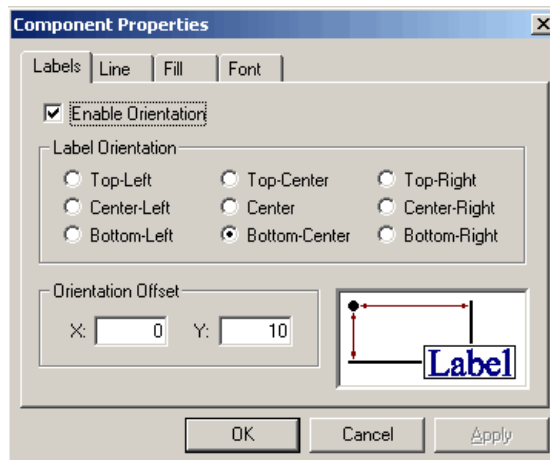 Component Properties
Labels Line Fill Font
Enable Orientation
Label Orientation
Top-Left Top-Center Top-Right
Center-Left Center Center-Right
Bottom-Left Bottom-Center Bottom-Right
Orientation Offset
X: 0 Y: 10
Label
OK Cancel Apply